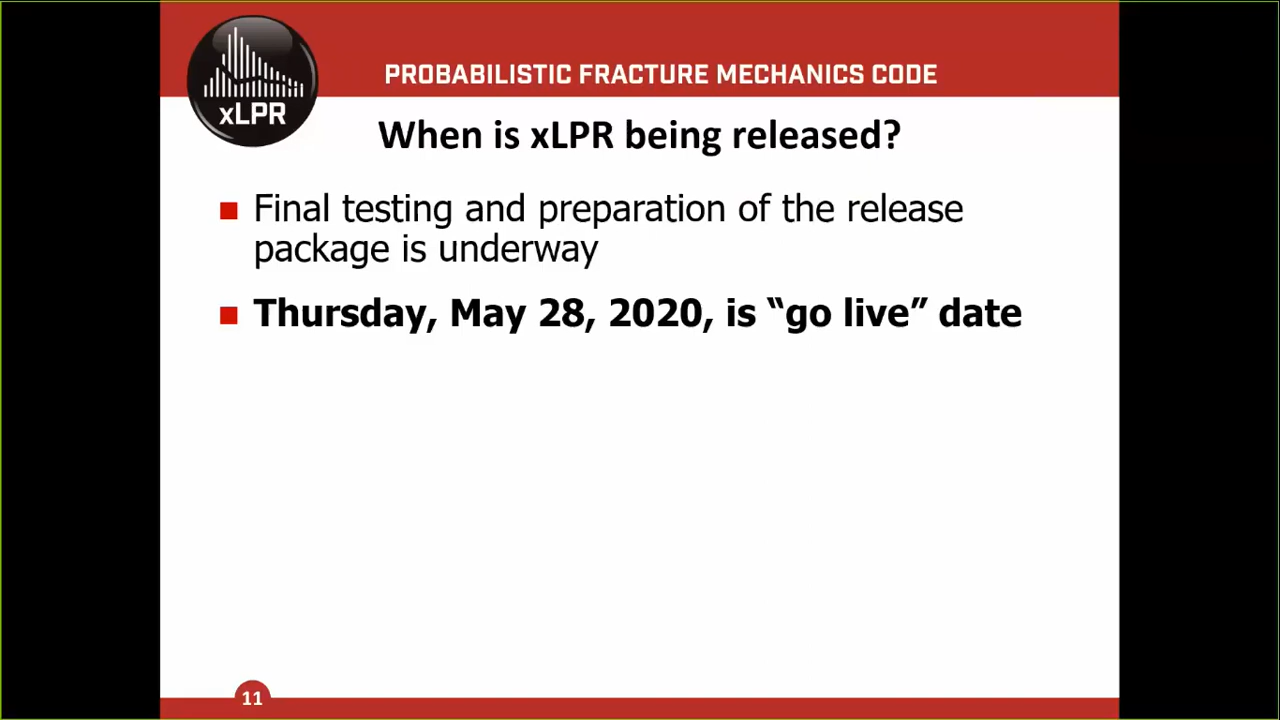 xLPR
PROBABILISTIC FRACTURE MECHANICS CODE
When is xLPR being released?
Final testing and preparation of the release
package is underway
Thursday, May 28, 2020, is “go live” date
11